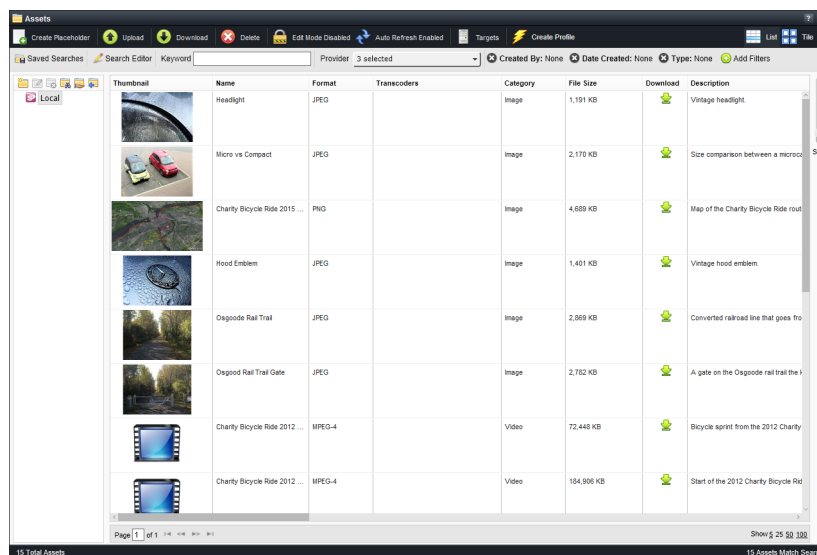 Assets ?
Create Placeholder Upload Download Delete Edit Mode Disabled Auto Refresh Enabled Targets Create Profile List Tile
Saved Searches Search Editor Keyword Provider 3 selected Created By: None Date Created: None Type: None Add Filters
Local
Thumbnail Name Format Transcoders Category File Size Download Description
Headlight JPEG Image 1,191 KB Vintage headlight.
Micro vs Compact JPEG Image 2,170 KB Size comparison between a microca
Charity Bicycle Ride 2015 ... PNG Image 4,689 KB Map of the Charity Bicycle Ride rout
Hood Emblem JPEG Image 1,401 KB Vintage hood emblem.
Osgoode Rail Trail JPEG Image 2,869 KB Converted railroad line that goes fro
Osgood Rail Trail Gate JPEG Image 2,782 KB A gate on the Osgoode rail trail the k
Charity Bicycle Ride 2012 ... MPEG-4 Video 72,448 KB Bicycle sprint from the 2012 Charity
Charity Bicycle Ride 2012 ... MPEG-4 Video 184,906 KB Start of the 2012 Charity Bicycle Rid
Page 1 of 1 Show 5 25 50 100
15 Total Assets 15 Assets Match Sear